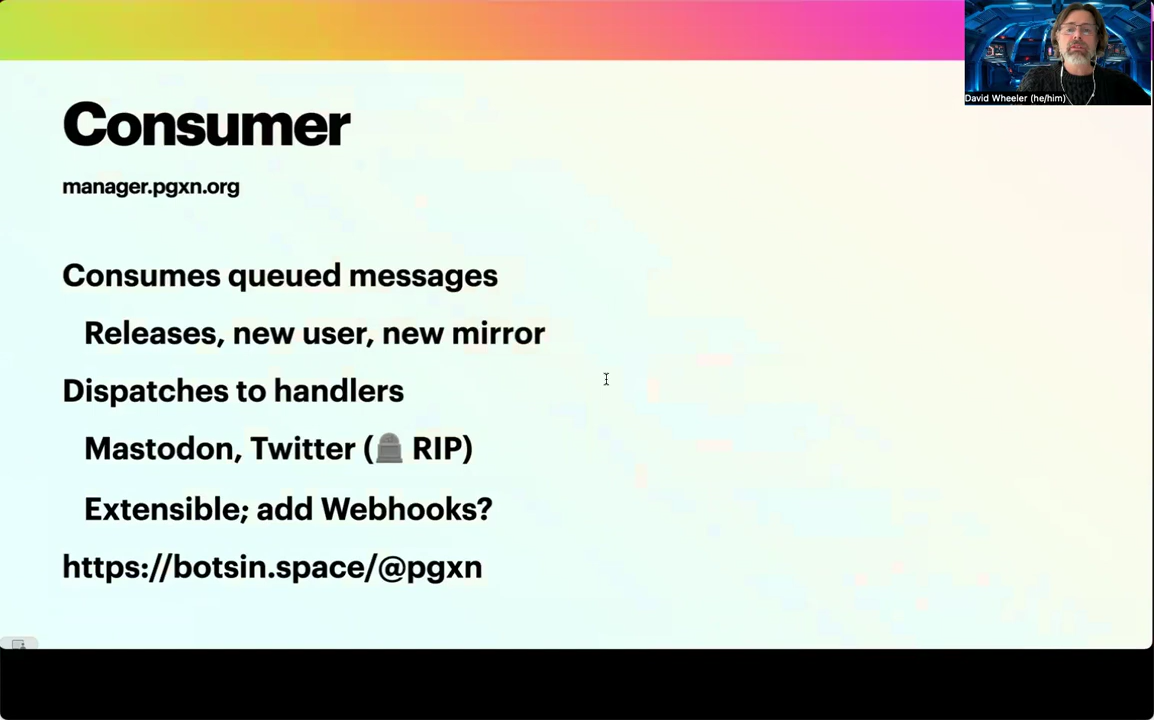 Consumer
manager.pgxn.org
Consumes queued messages
Releases, new user, new mirror
Dispatches to handlers
Mastodon, Twitter (🪦 RIP)
Extensible; add Webhooks?
https://botsin.space/@pgxn
David Wheeler (he/him)